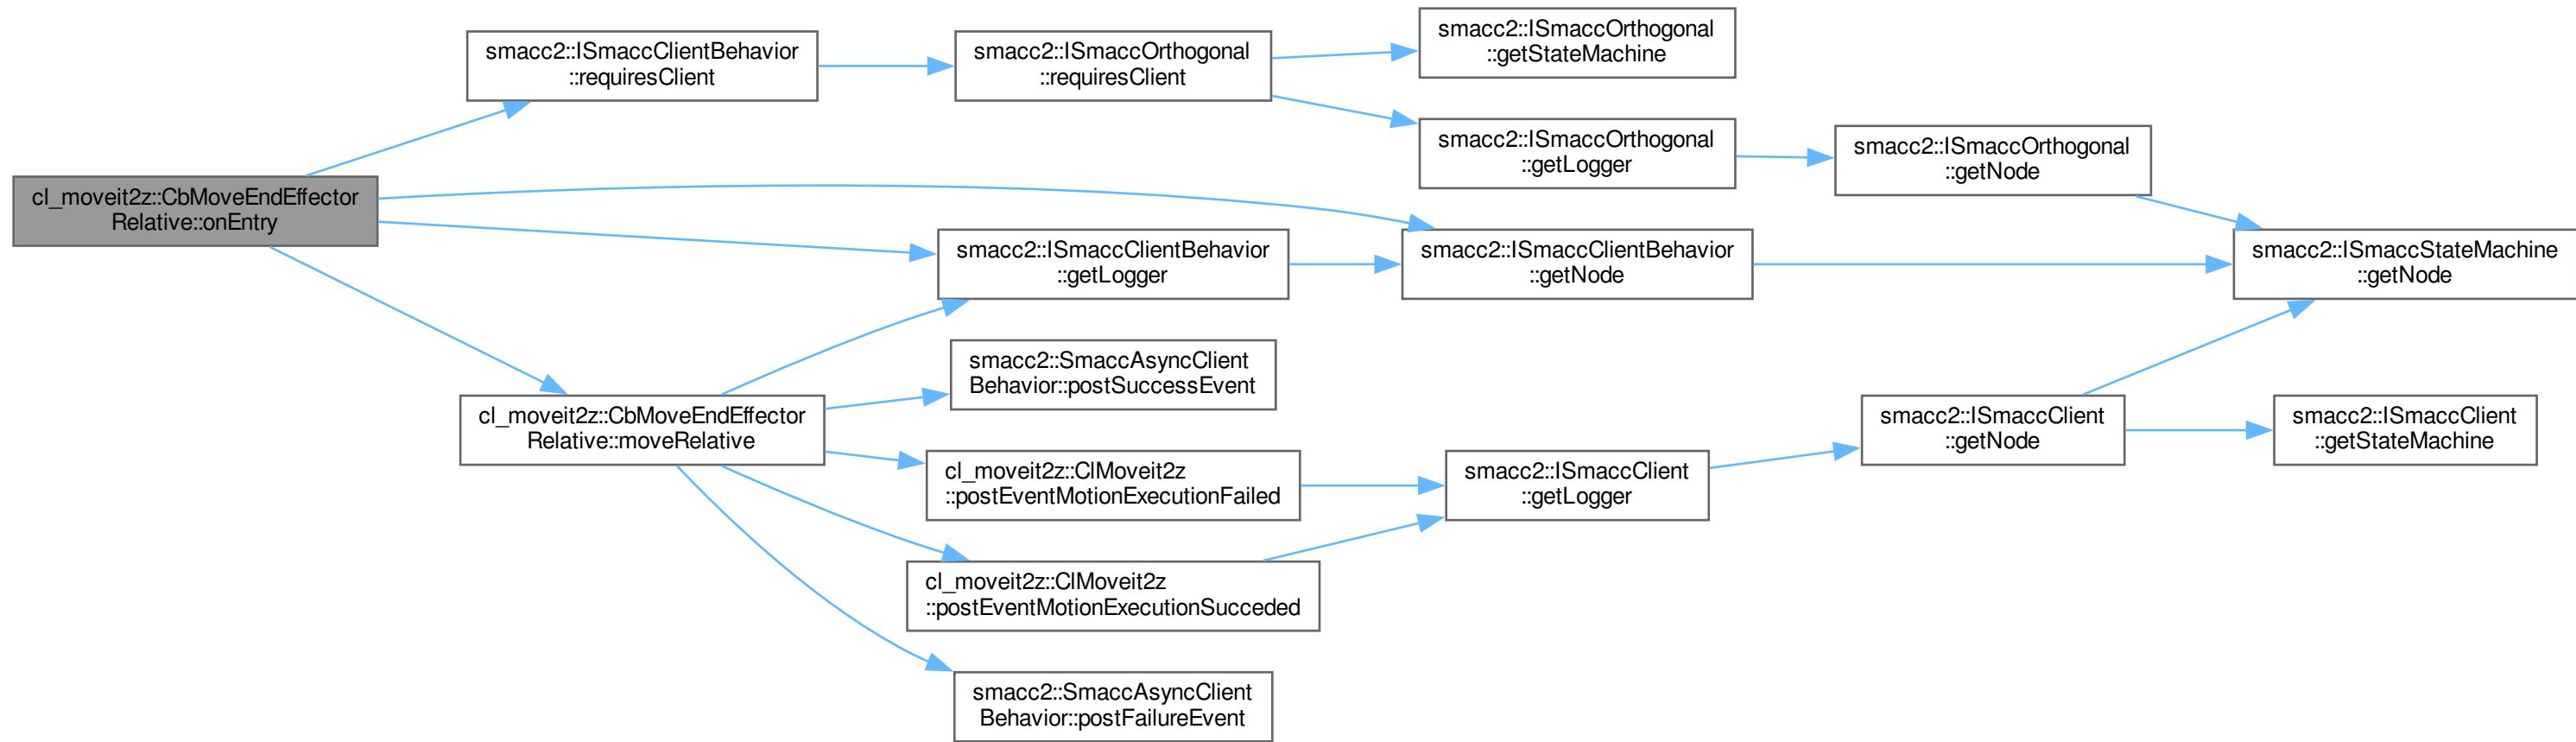 cl_moveit2z::CbMoveEndEffector
Relative::onEntry
smacc2::ISmaccClientBehavior
::requiresClient
smacc2::ISmaccOrthogonal
::requiresClient
smacc2::ISmaccOrthogonal
::getStateMachine
smacc2::ISmaccOrthogonal
::getLogger
smacc2::ISmaccOrthogonal
::getNode
smacc2::ISmaccClientBehavior
::getLogger
smacc2::ISmaccClientBehavior
::getNode
smacc2::ISmaccStateMachine
::getNode
cl_moveit2z::CbMoveEndEffector
Relative::moveRelative
smacc2::SmaccAsyncClient
Behavior::postSuccessEvent
cl_moveit2z::ClMoveit2z
::postEventMotionExecutionFailed
smacc2::ISmaccClient
::getLogger
smacc2::ISmaccClient
::getNode
smacc2::ISmaccClient
::getStateMachine
cl_moveit2z::ClMoveit2z
::postEventMotionExecutionSucceded
smacc2::SmaccAsyncClient
Behavior::postFailureEvent